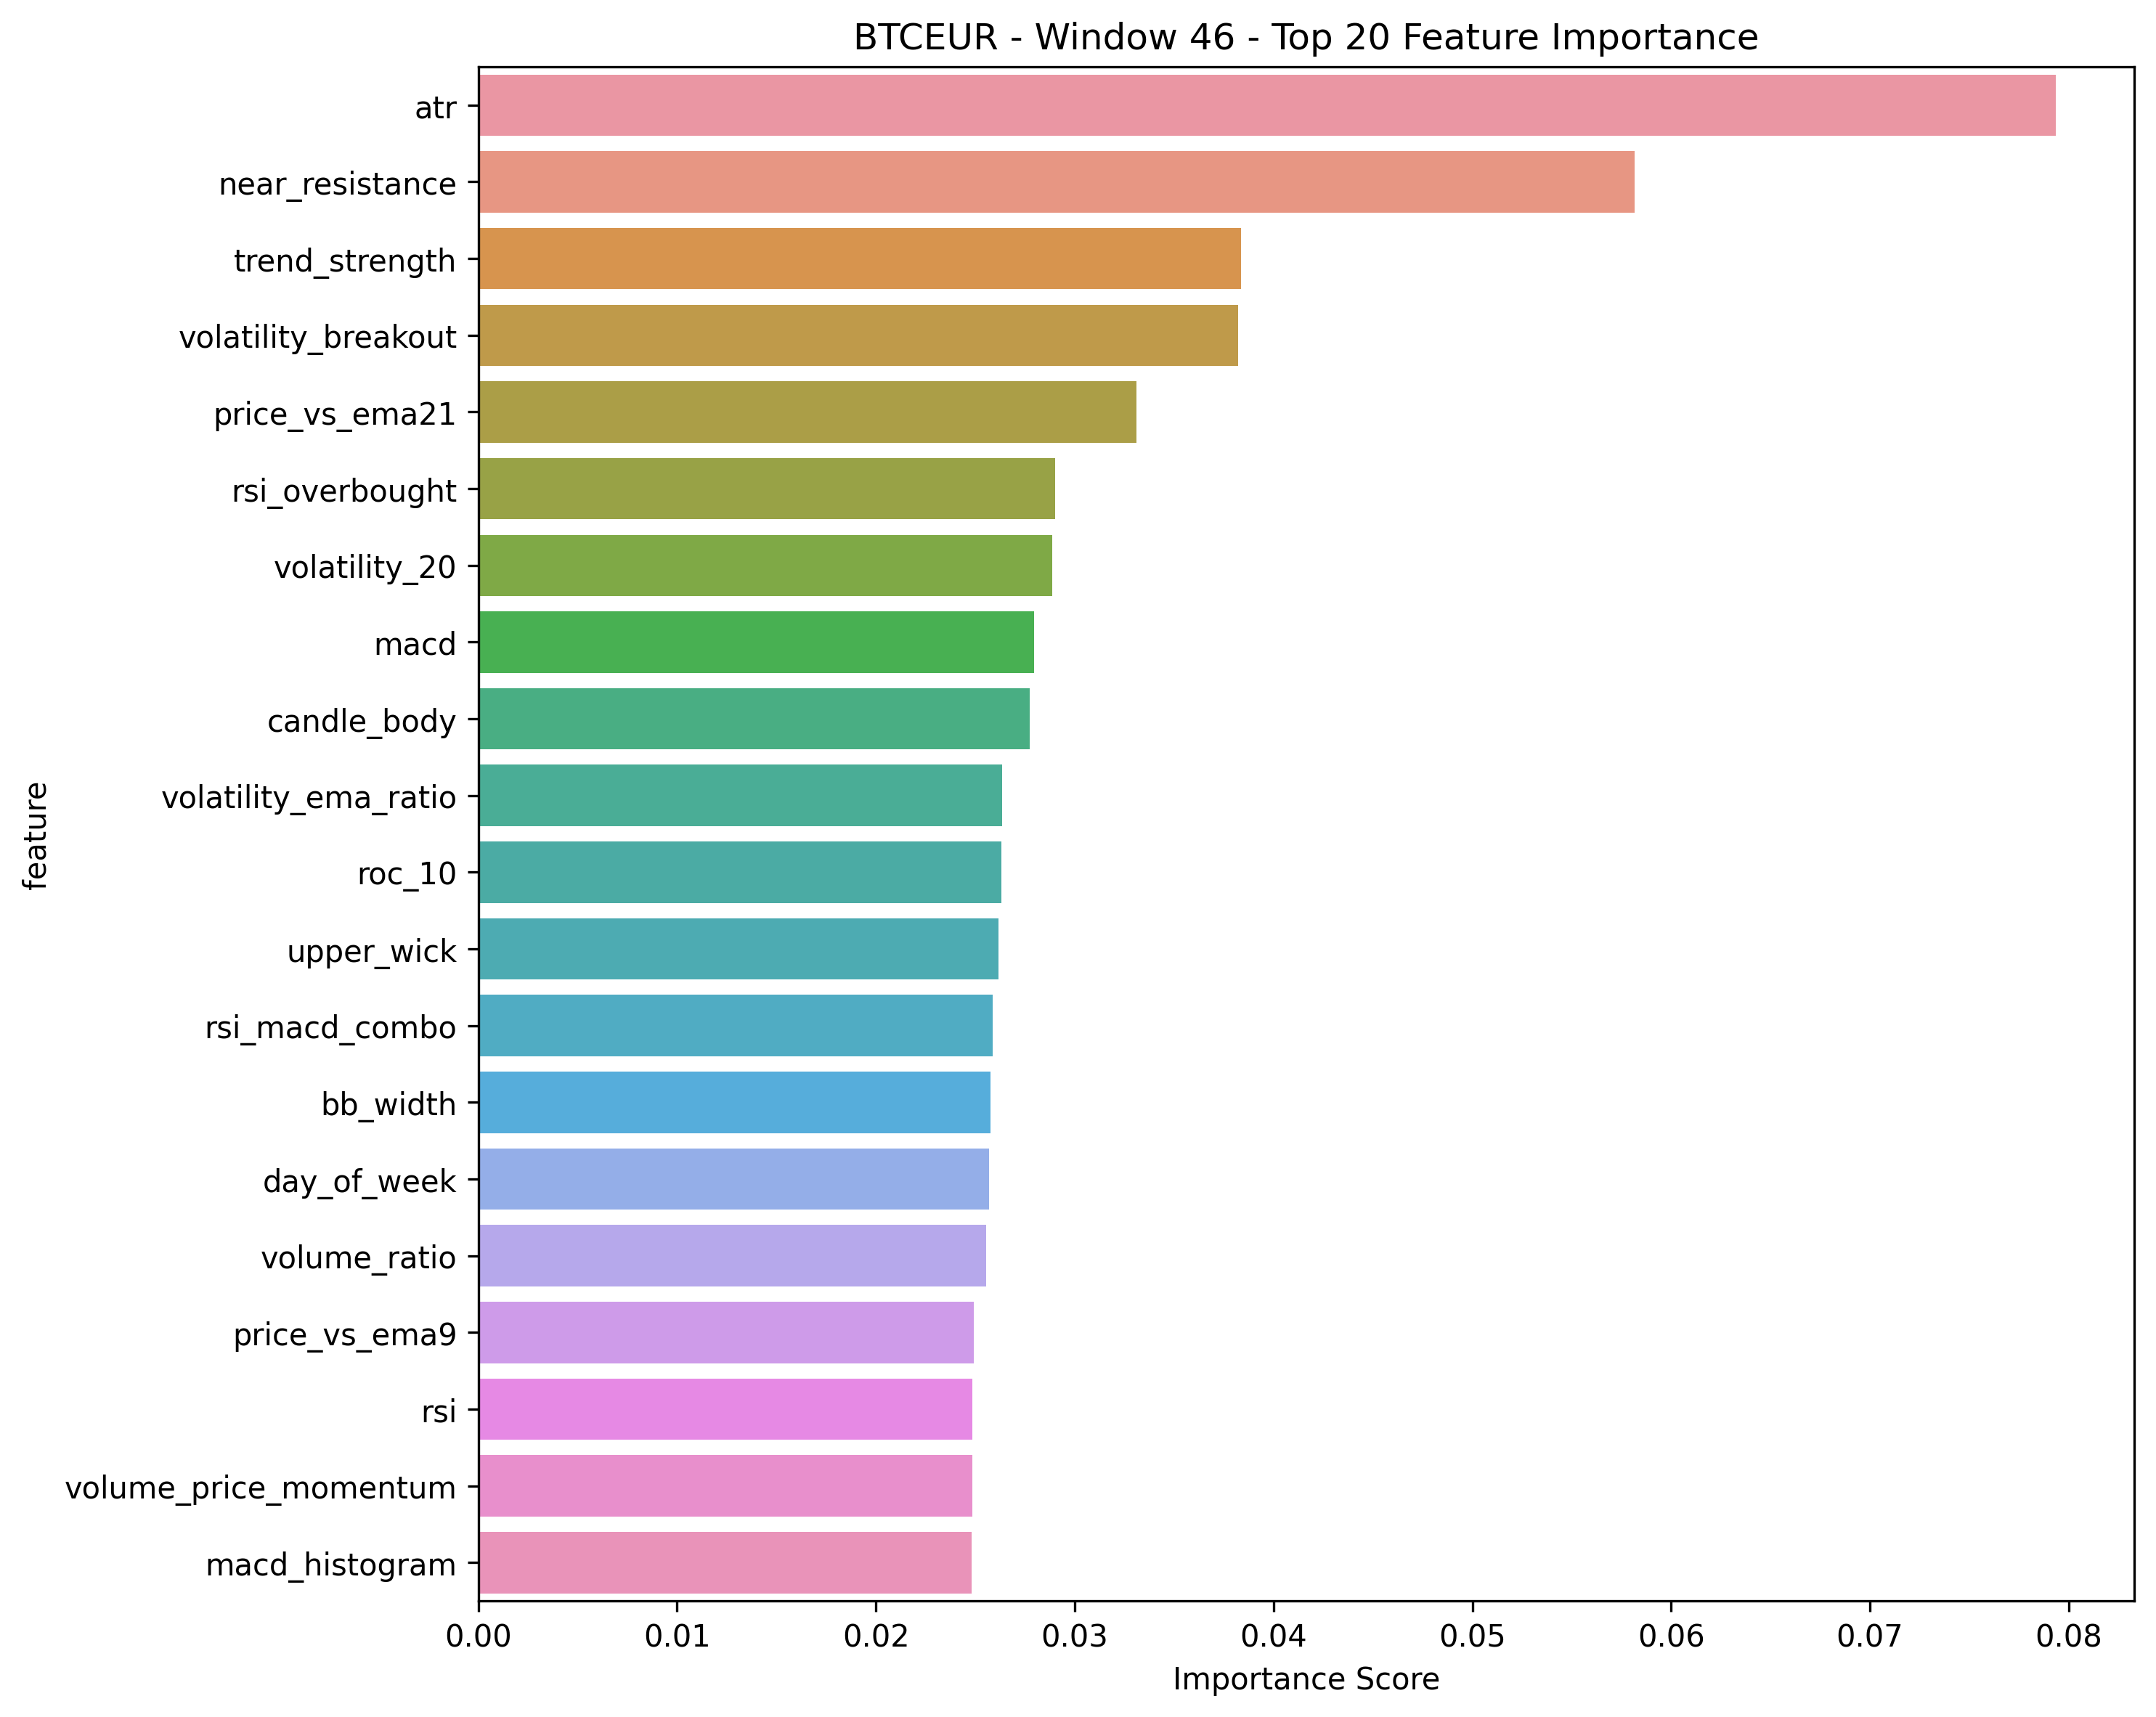 BTCEUR - Window 46 - Top 20 Feature Importance
atr
near_resistance
trend_strength
volatility_breakout
price_vs_ema21
rsi_overbought
volatility_20
macd
candle_body
volatility_ema_ratio
roc_10
upper_wick
rsi_macd_combo
bb_width
day_of_week
volume_ratio
price_vs_ema9
rsi
volume_price_momentum
macd_histogram
feature
0.00 0.01 0.02 0.03 0.04 0.05 0.06 0.07 0.08
Importance Score